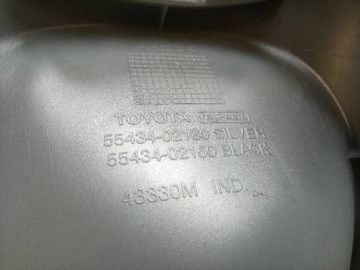 TOYOTA
55434-02180 SILVER
55434-02150 BLACK
43330M IND.